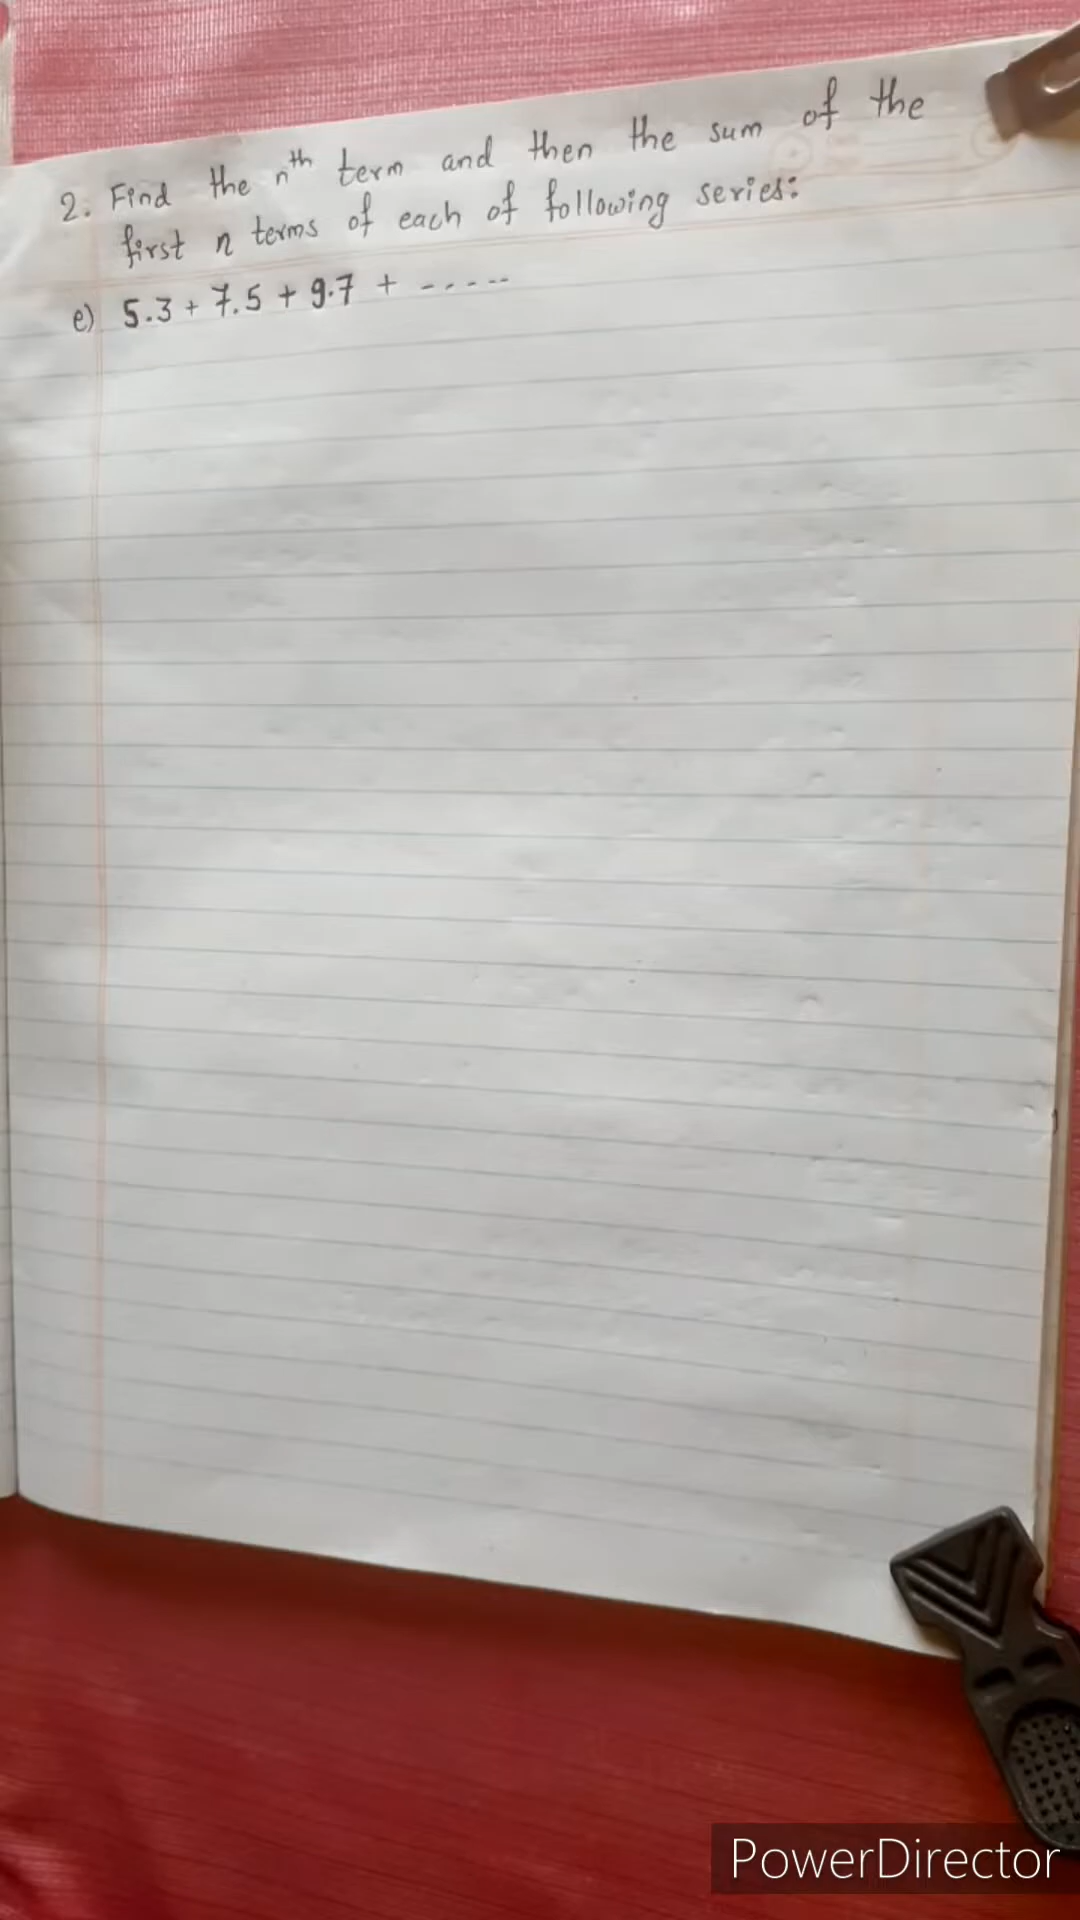 2. Find the nth term and then the sum of the
first n terms of each of following series:
e) 5.3 + 7.5 + 9.7 + ------
PowerDirector